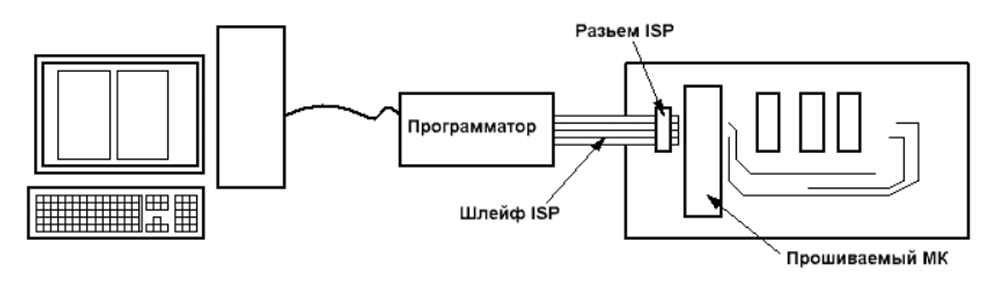 Разьем ISP
Программатор
Шлейф ISP
Прошиваемый МК